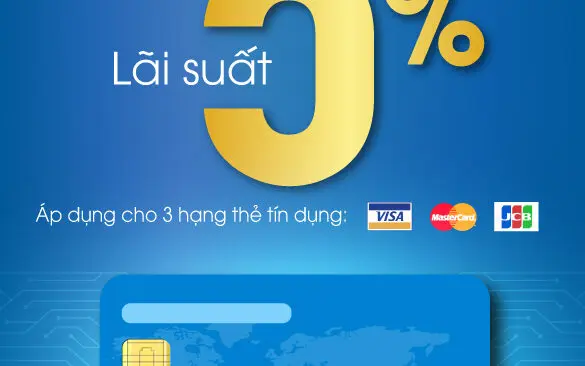 %
Lãi suất
Áp dụng cho 3 hạng thẻ tín dụng: VISA MasterCard JCB